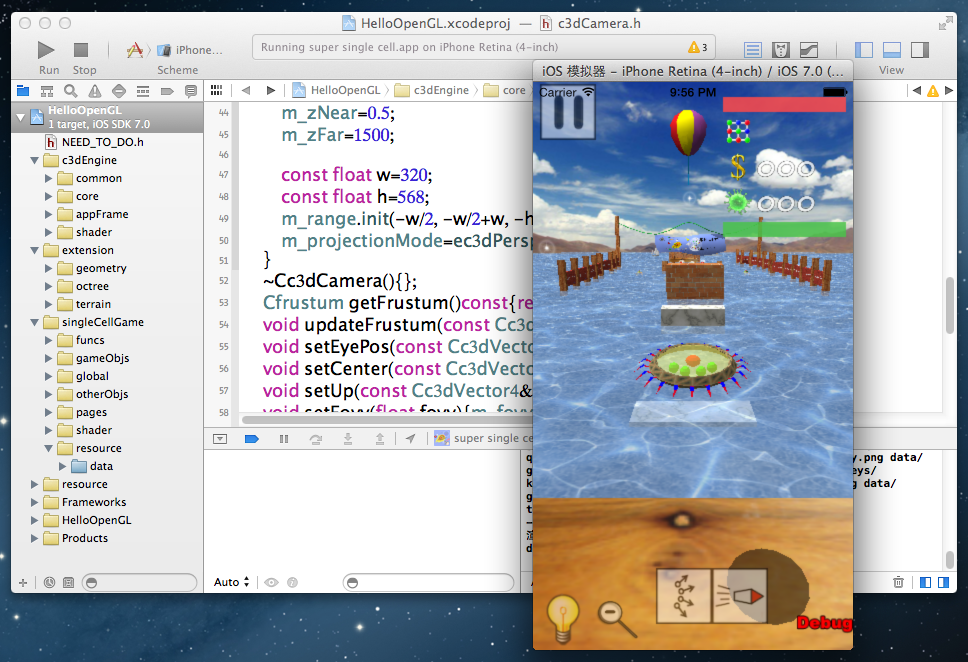 HelloOpenGL.xcodeproj — c3dCamera.h
Run
Stop
Scheme
iPhone...
Running super single cell.app on iPhone Retina (4-inch)
3
View
iOS 模拟器 – iPhone Retina (4-inch) / iOS 7.0 (...
HelloOpenGL
c3dEngine
core
HelloOpenGL
1 target, iOS SDK 7.0
NEED_TO_DO.h
c3dEngine
common
core
appFrame
shader
extension
geometry
octree
terrain
singleCellGame
funcs
gameObjs
global
otherObjs
pages
shader
resource
data
resource
Frameworks
HelloOpenGL
Products
44 m_zNear=0.5;
45 m_zFar=1500;
46
47 const float w=320;
48 const float h=568;
49 m_range.init(-w/2, -w/2+w, -h
50 m_projectionMode=ec3dPersp
51 }
52 ~Cc3dCamera(){};
53 Cfrustum getFrustum()const{re
54 void updateFrustum(const Cc3d
55 void setEyePos(const Cc3dVecto
56 void setCenter(const Cc3dVecto
57 void setUp(const Cc3dVector4&
58 void setFovy(float fovy){m_fovy
super single ce
y.png data/
eys/
g data/
Auto
Carrier
9:56 PM
Debug